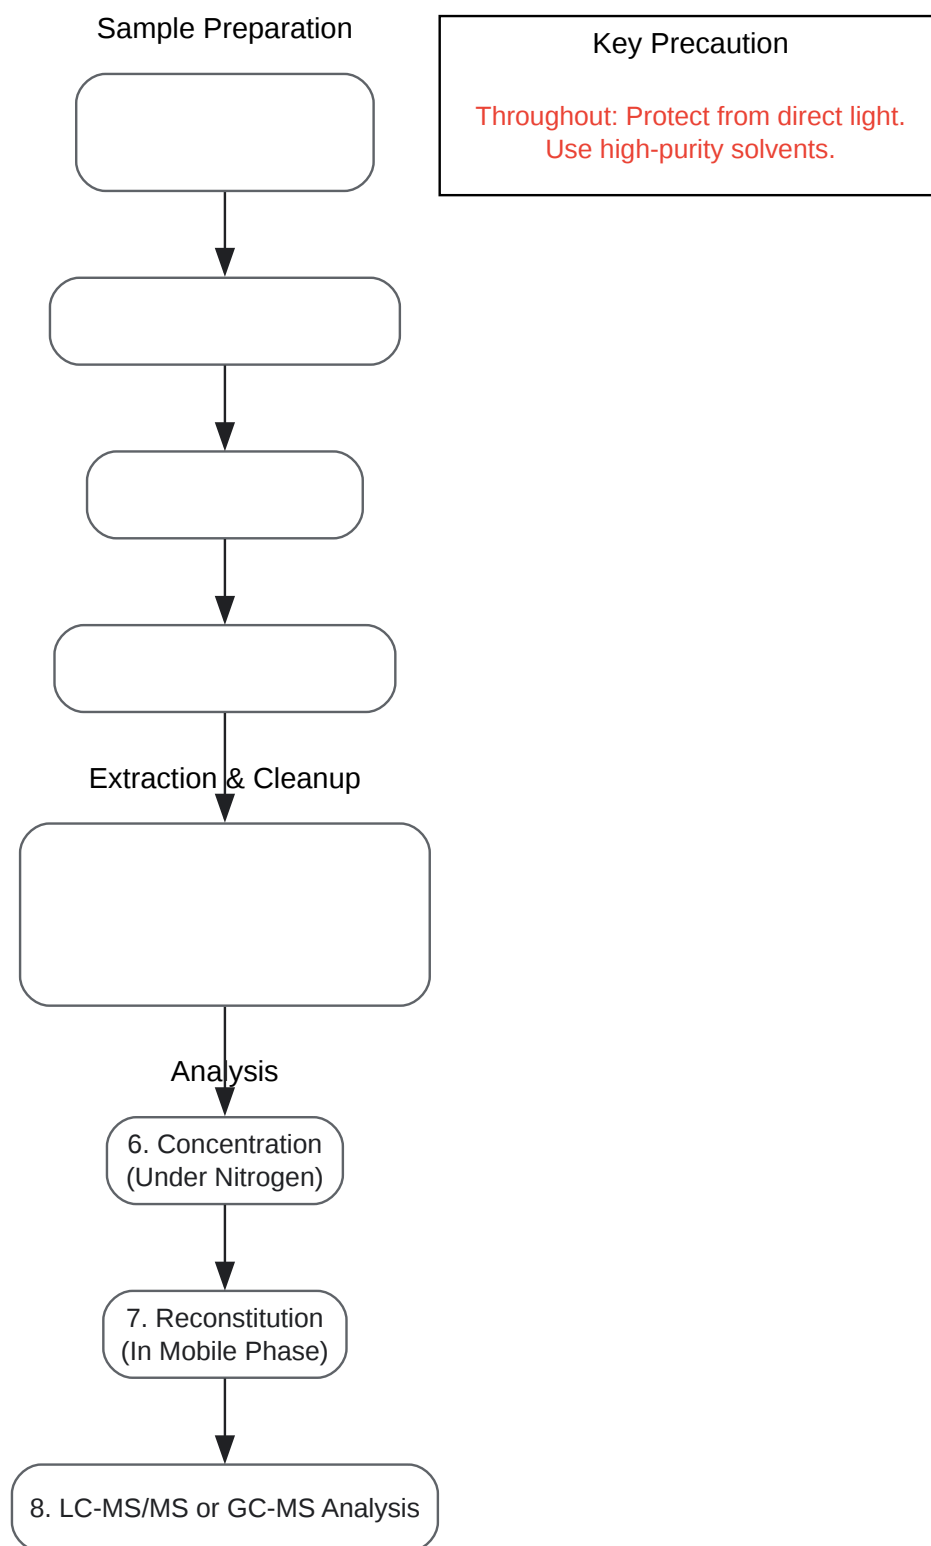 Sample Preparation
Key Precaution
Throughout: Protect from direct light.
Use high-purity solvents.
Extraction & Cleanup
Analysis
6. Concentration
(Under Nitrogen)
7. Reconstitution
(In Mobile Phase)
8. LC-MS/MS or GC-MS Analysis